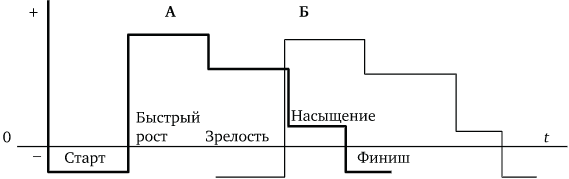 + А Б
Быстрый Насыщение
0 рост Зрелость t
− Старт Финиш